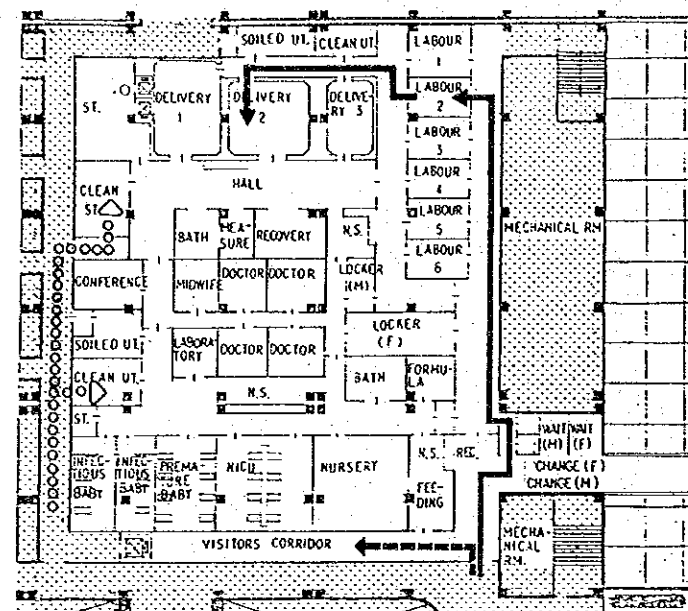 SOILED UT.
CLEAN UT.
LABOUR
1
ST.
DELIVERY
1
DELIVERY
2
DELIVE-
RY 3
LABOUR
2
LABOUR
3
LABOUR
4
LABOUR
5
LABOUR
6
HALL
CLEAN
ST.
BATH
MEA-
SURE
RECOVERY
N.S.
MECHANICAL RM
CONFERENCE
MIDWIFE
DOCTOR
DOCTOR
LOCKER
(M)
SOILED UT.
LABORA-
TORY
DOCTOR
DOCTOR
LOCKER
(F)
CLEAN UT.
BATH
FORMU-
LA
N.S.
ST.
INFEC-
TIOUS
BABY
INFEC-
TIOUS
BABY
PREMA-
TURE
BABY
NICU
NURSERY
N.S.
REC.
WAIT
(M)
WAIT
(F)
CHANGE (F)
CHANGE (M)
FEE-
DING
MECHA-
NICAL
RM.
VISITORS CORRIDOR